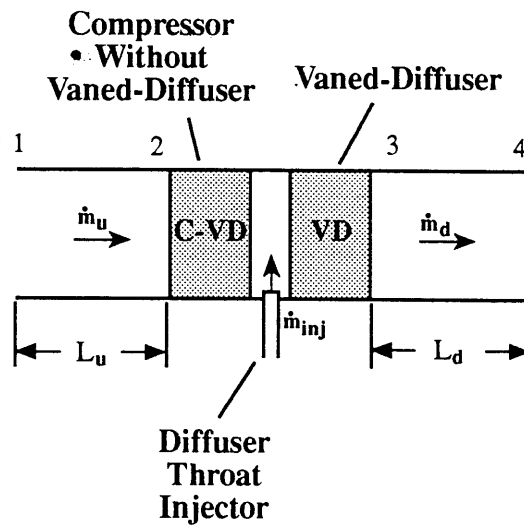 Compressor
Without
Vaned-Diffuser
Vaned-Diffuser
1 2 3 4
ṁu C-VD VD ṁd
ṁinj
Lu Ld
Diffuser
Throat
Injector